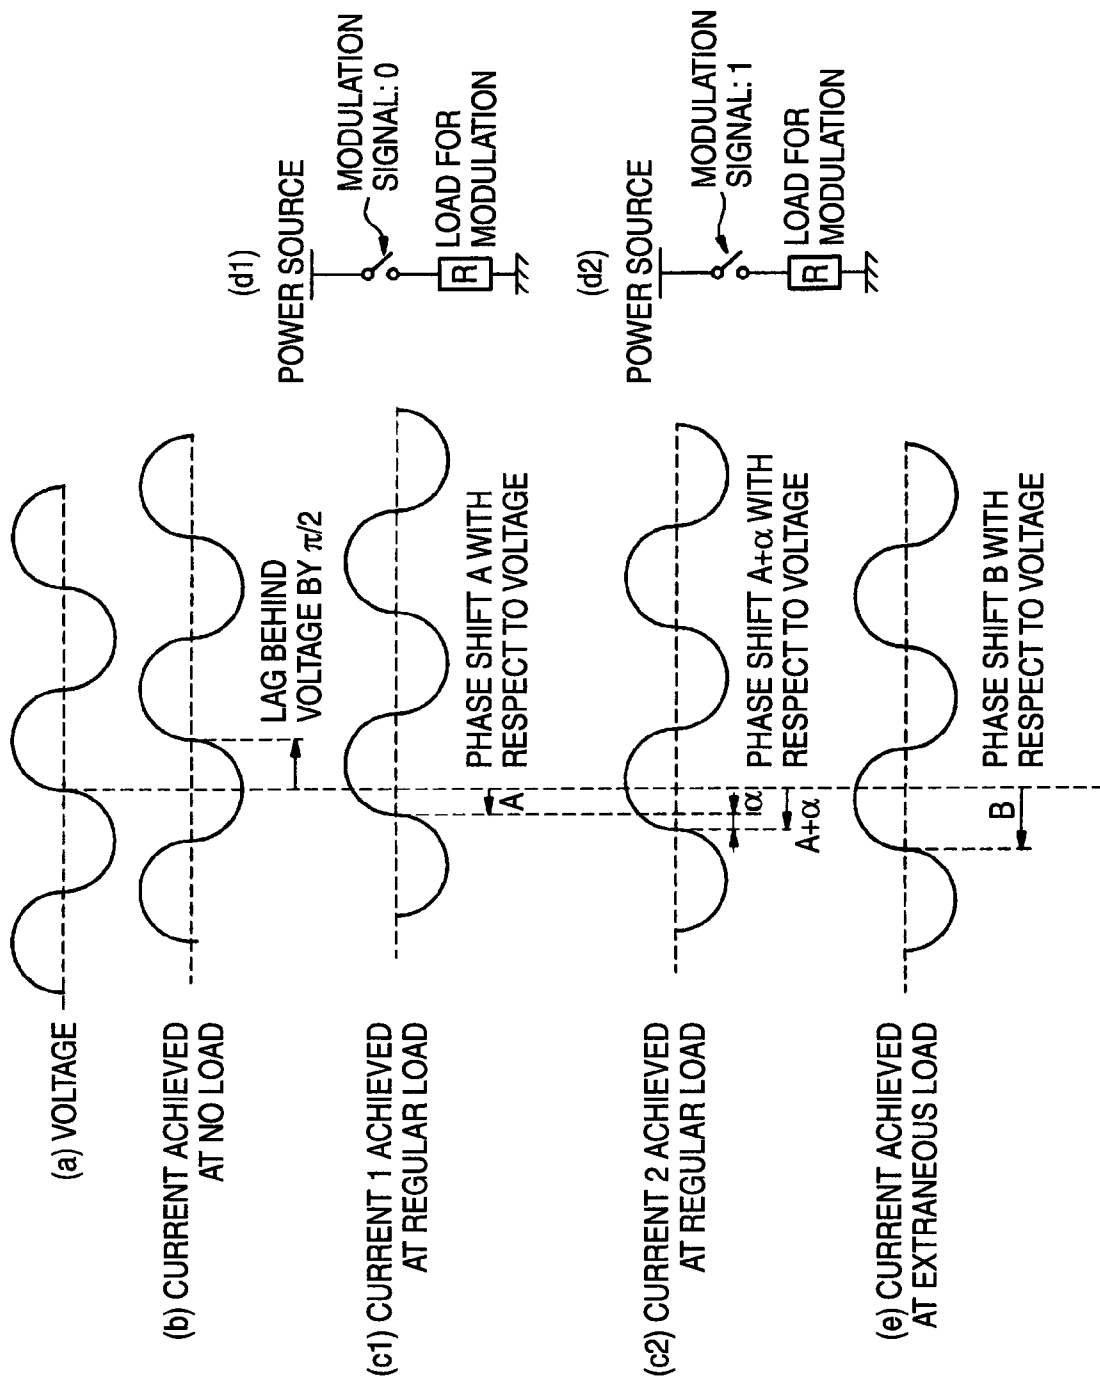 (a) VOLTAGE
(b) CURRENT ACHIEVED
AT NO LOAD
LAG BEHIND
VOLTAGE BY π/2
(c1) CURRENT 1 ACHIEVED
AT REGULAR LOAD
A
PHASE SHIFT A WITH
RESPECT TO VOLTAGE
(d1)
POWER SOURCE
MODULATION
SIGNAL: 0
R
LOAD FOR
MODULATION
(c2) CURRENT 2 ACHIEVED
AT REGULAR LOAD
α
A+α
PHASE SHIFT A+α WITH
RESPECT TO VOLTAGE
(d2)
POWER SOURCE
MODULATION
SIGNAL: 1
R
LOAD FOR
MODULATION
(e) CURRENT ACHIEVED
AT EXTRANEOUS LOAD
B
PHASE SHIFT B WITH
RESPECT TO VOLTAGE